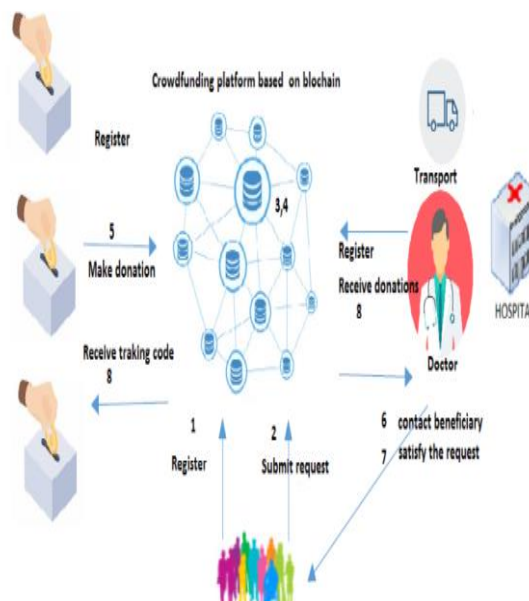 Crowdfunding platform based on blochain
Register
Transport
3,4
5
Make donation
Register
Receive donations
8
HOSPITA
Receive traking code
8
Doctor
1
Register
2
Submit request
6 contact beneficiary
7 satisfy the request